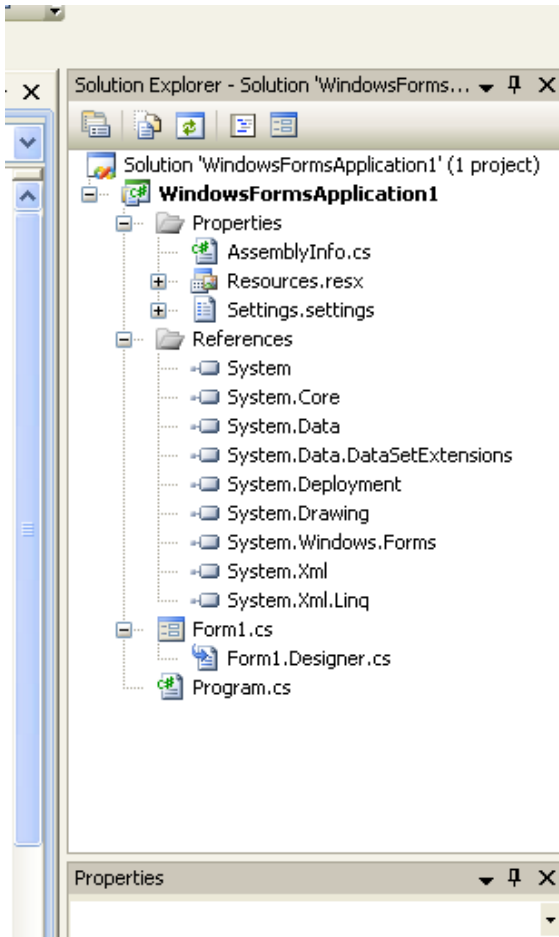 Solution Explorer - Solution 'WindowsForms...
Solution 'WindowsFormsApplication1' (1 project)
WindowsFormsApplication1
Properties
AssemblyInfo.cs
Resources.resx
Settings.settings
References
System
System.Core
System.Data
System.Data.DataSetExtensions
System.Deployment
System.Drawing
System.Windows.Forms
System.Xml
System.Xml.Linq
Form1.cs
Form1.Designer.cs
Program.cs
Properties